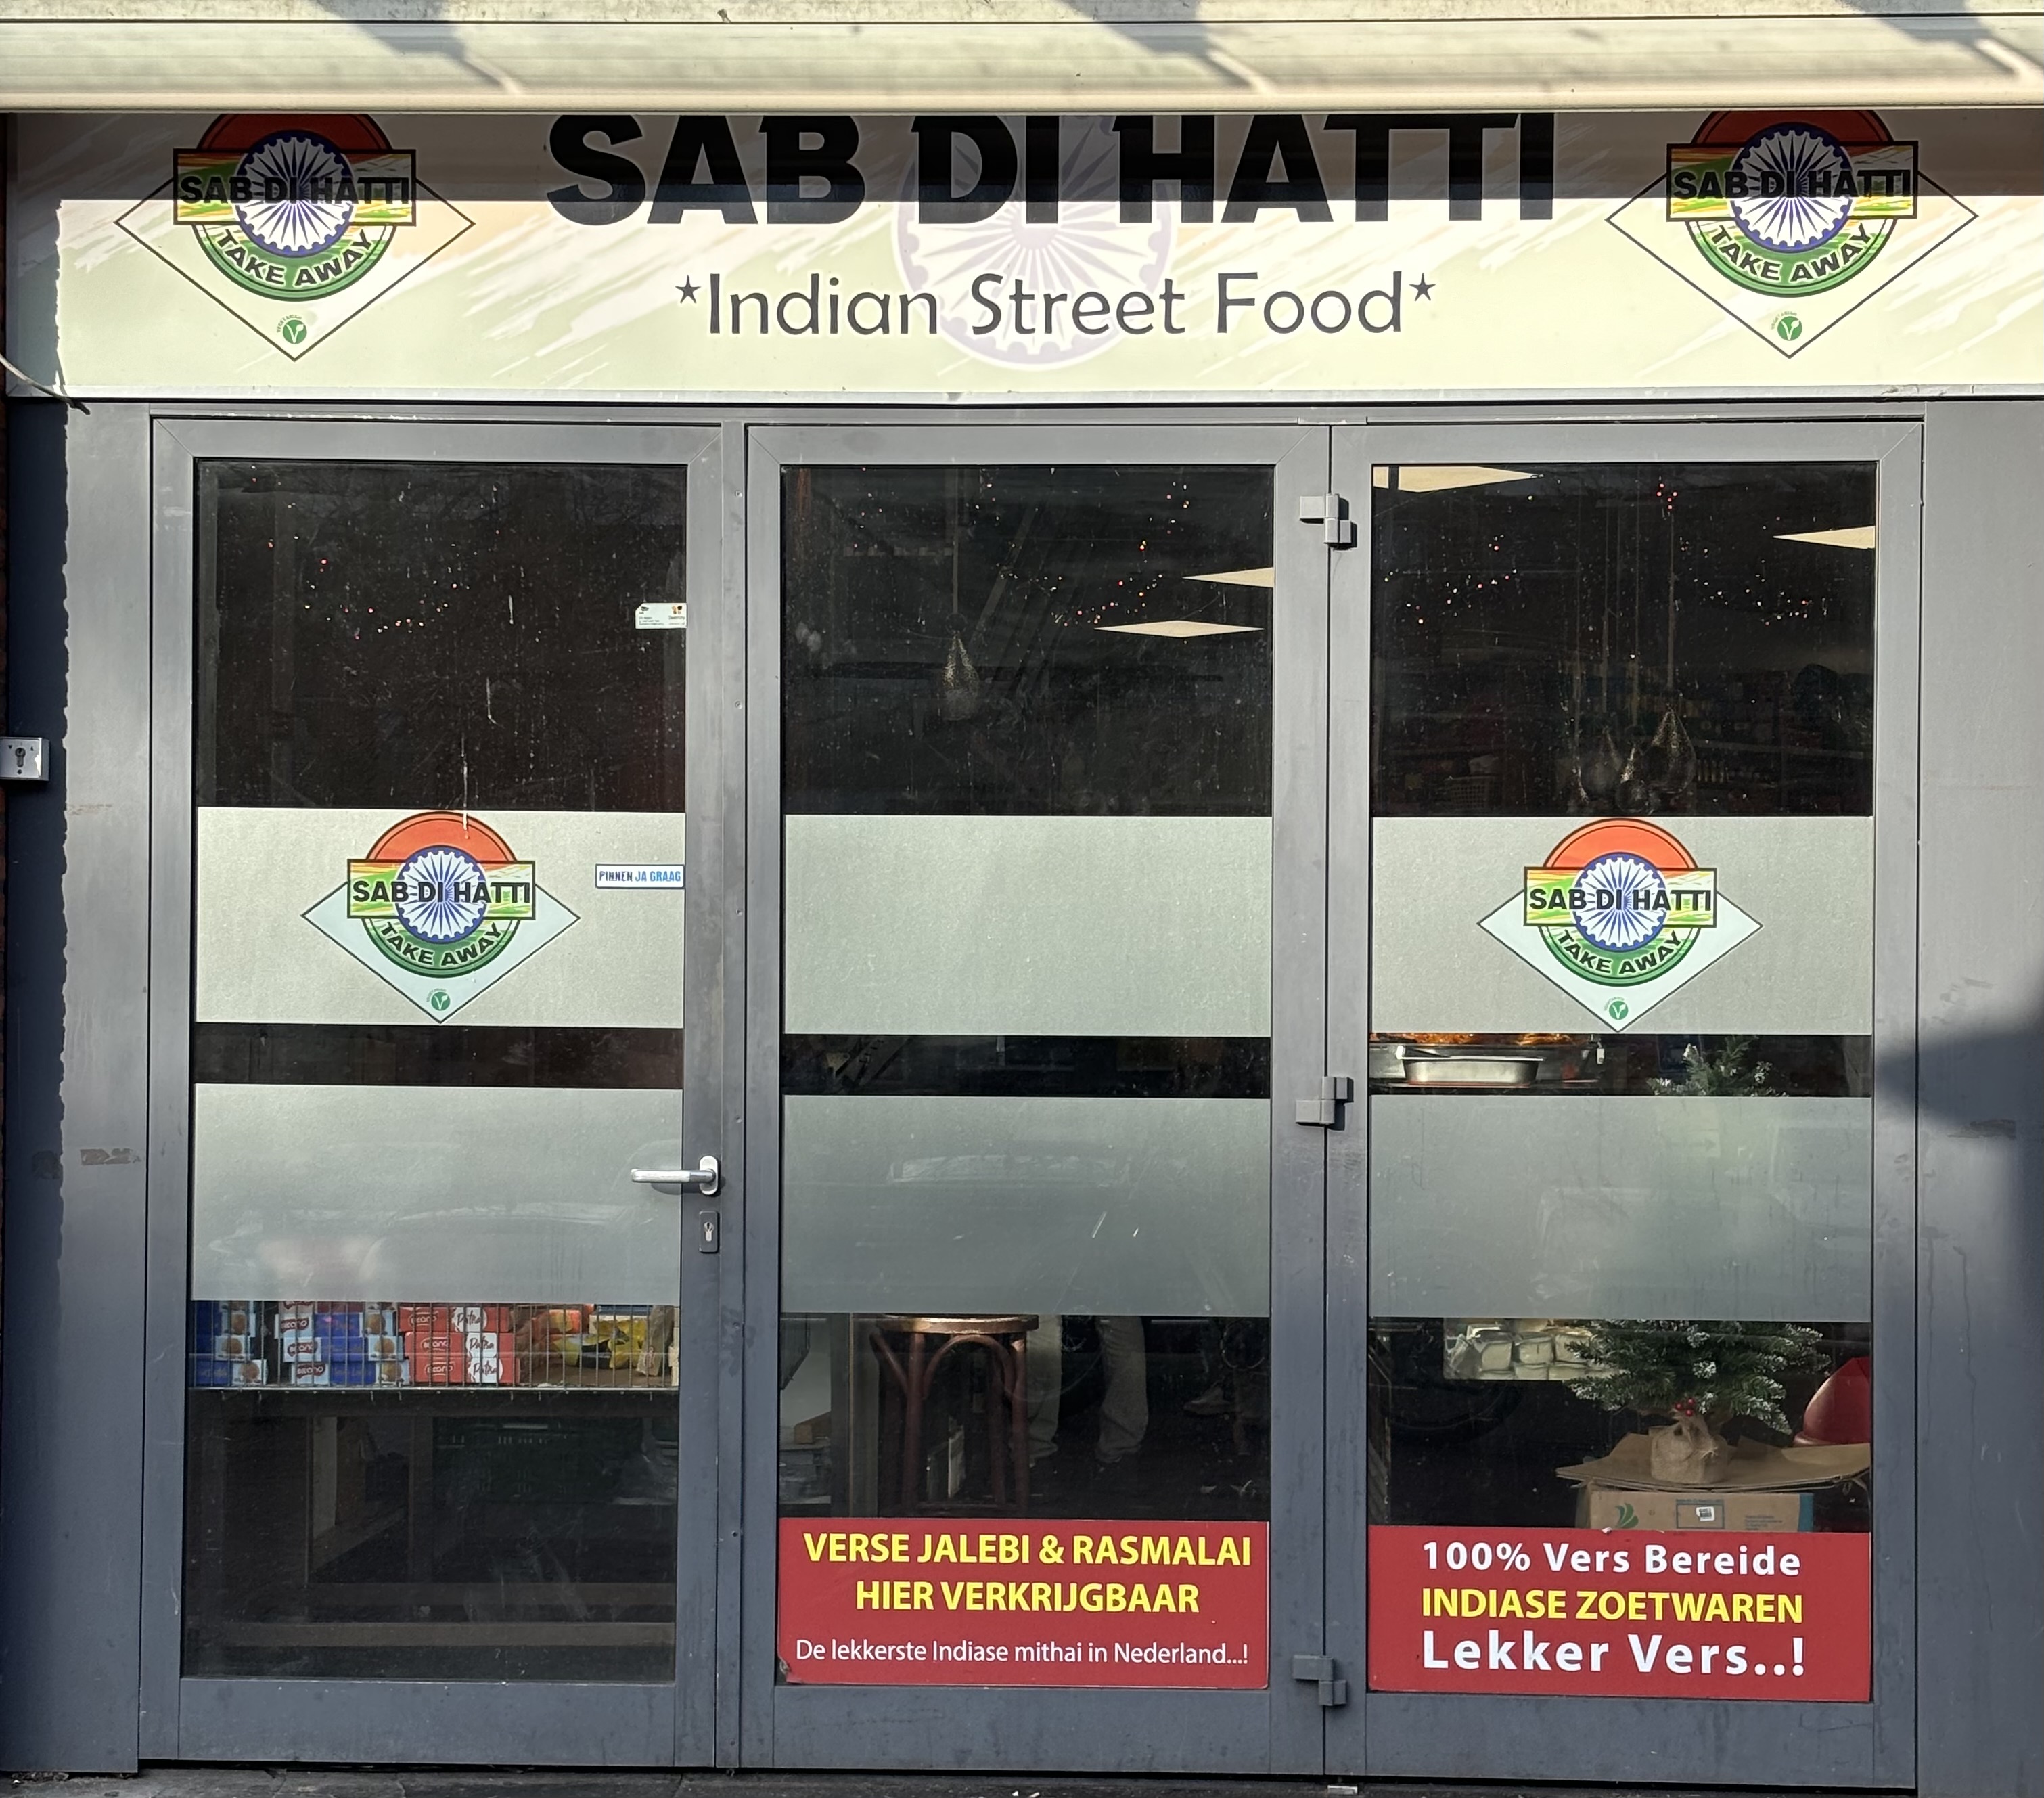 SAB DI HATTI
*Indian Street Food*
SAB DI HATTI
TAKE AWAY
SAB DI HATTI
TAKE AWAY
SAB DI HATTI
TAKE AWAY
PINNEN JA GRAAG
SAB DI HATTI
TAKE AWAY
VERSE JALEBI & RASMALAI
HIER VERKRIJGBAAR
De lekkerste Indiase mithai in Nederland...!
100% Vers Bereide
INDIASE ZOETWAREN
Lekker Vers..!